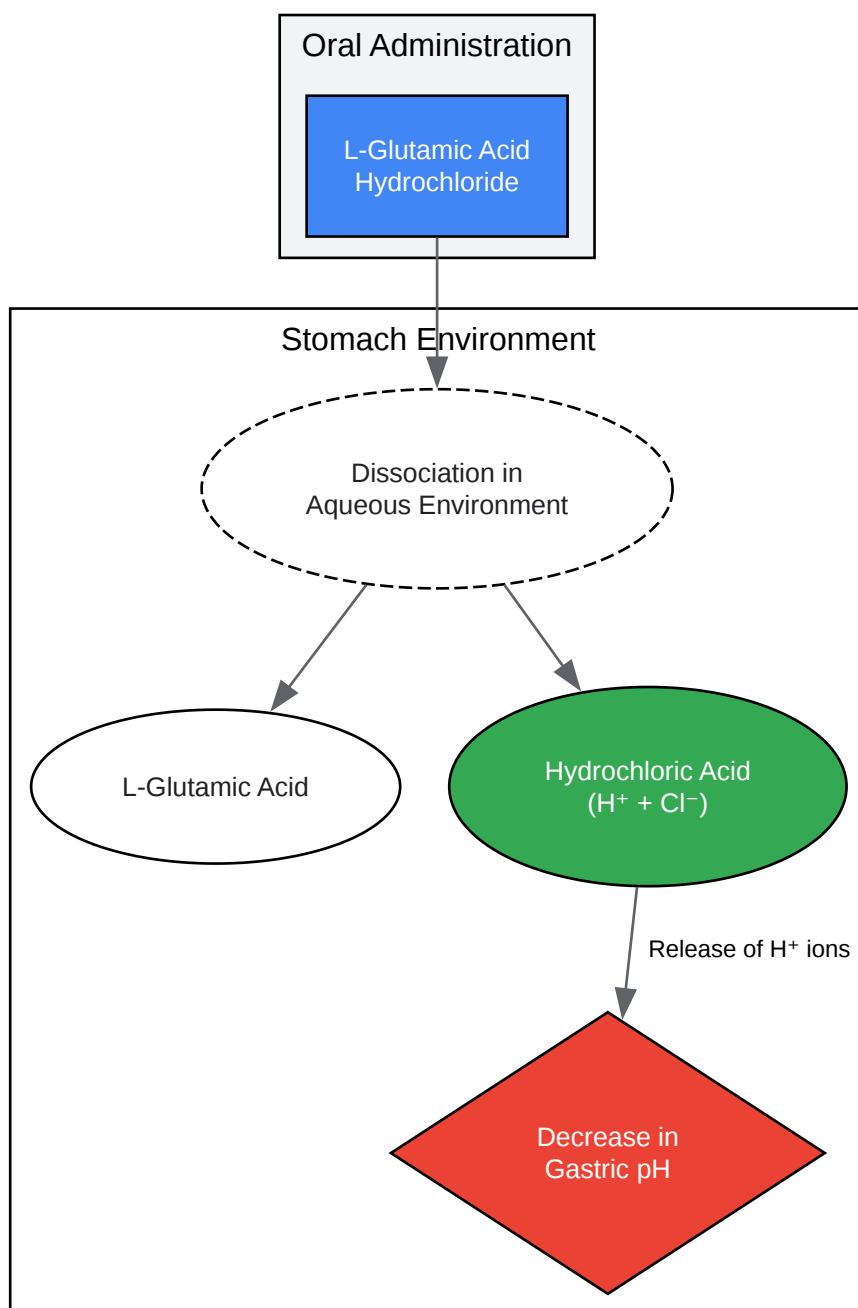 Oral Administration
L-Glutamic Acid
Hydrochloride
Stomach Environment
Dissociation in
Aqueous Environment
L-Glutamic Acid
Hydrochloric Acid
(H⁺ + Cl⁻)
Release of H⁺ ions
Decrease in
Gastric pH